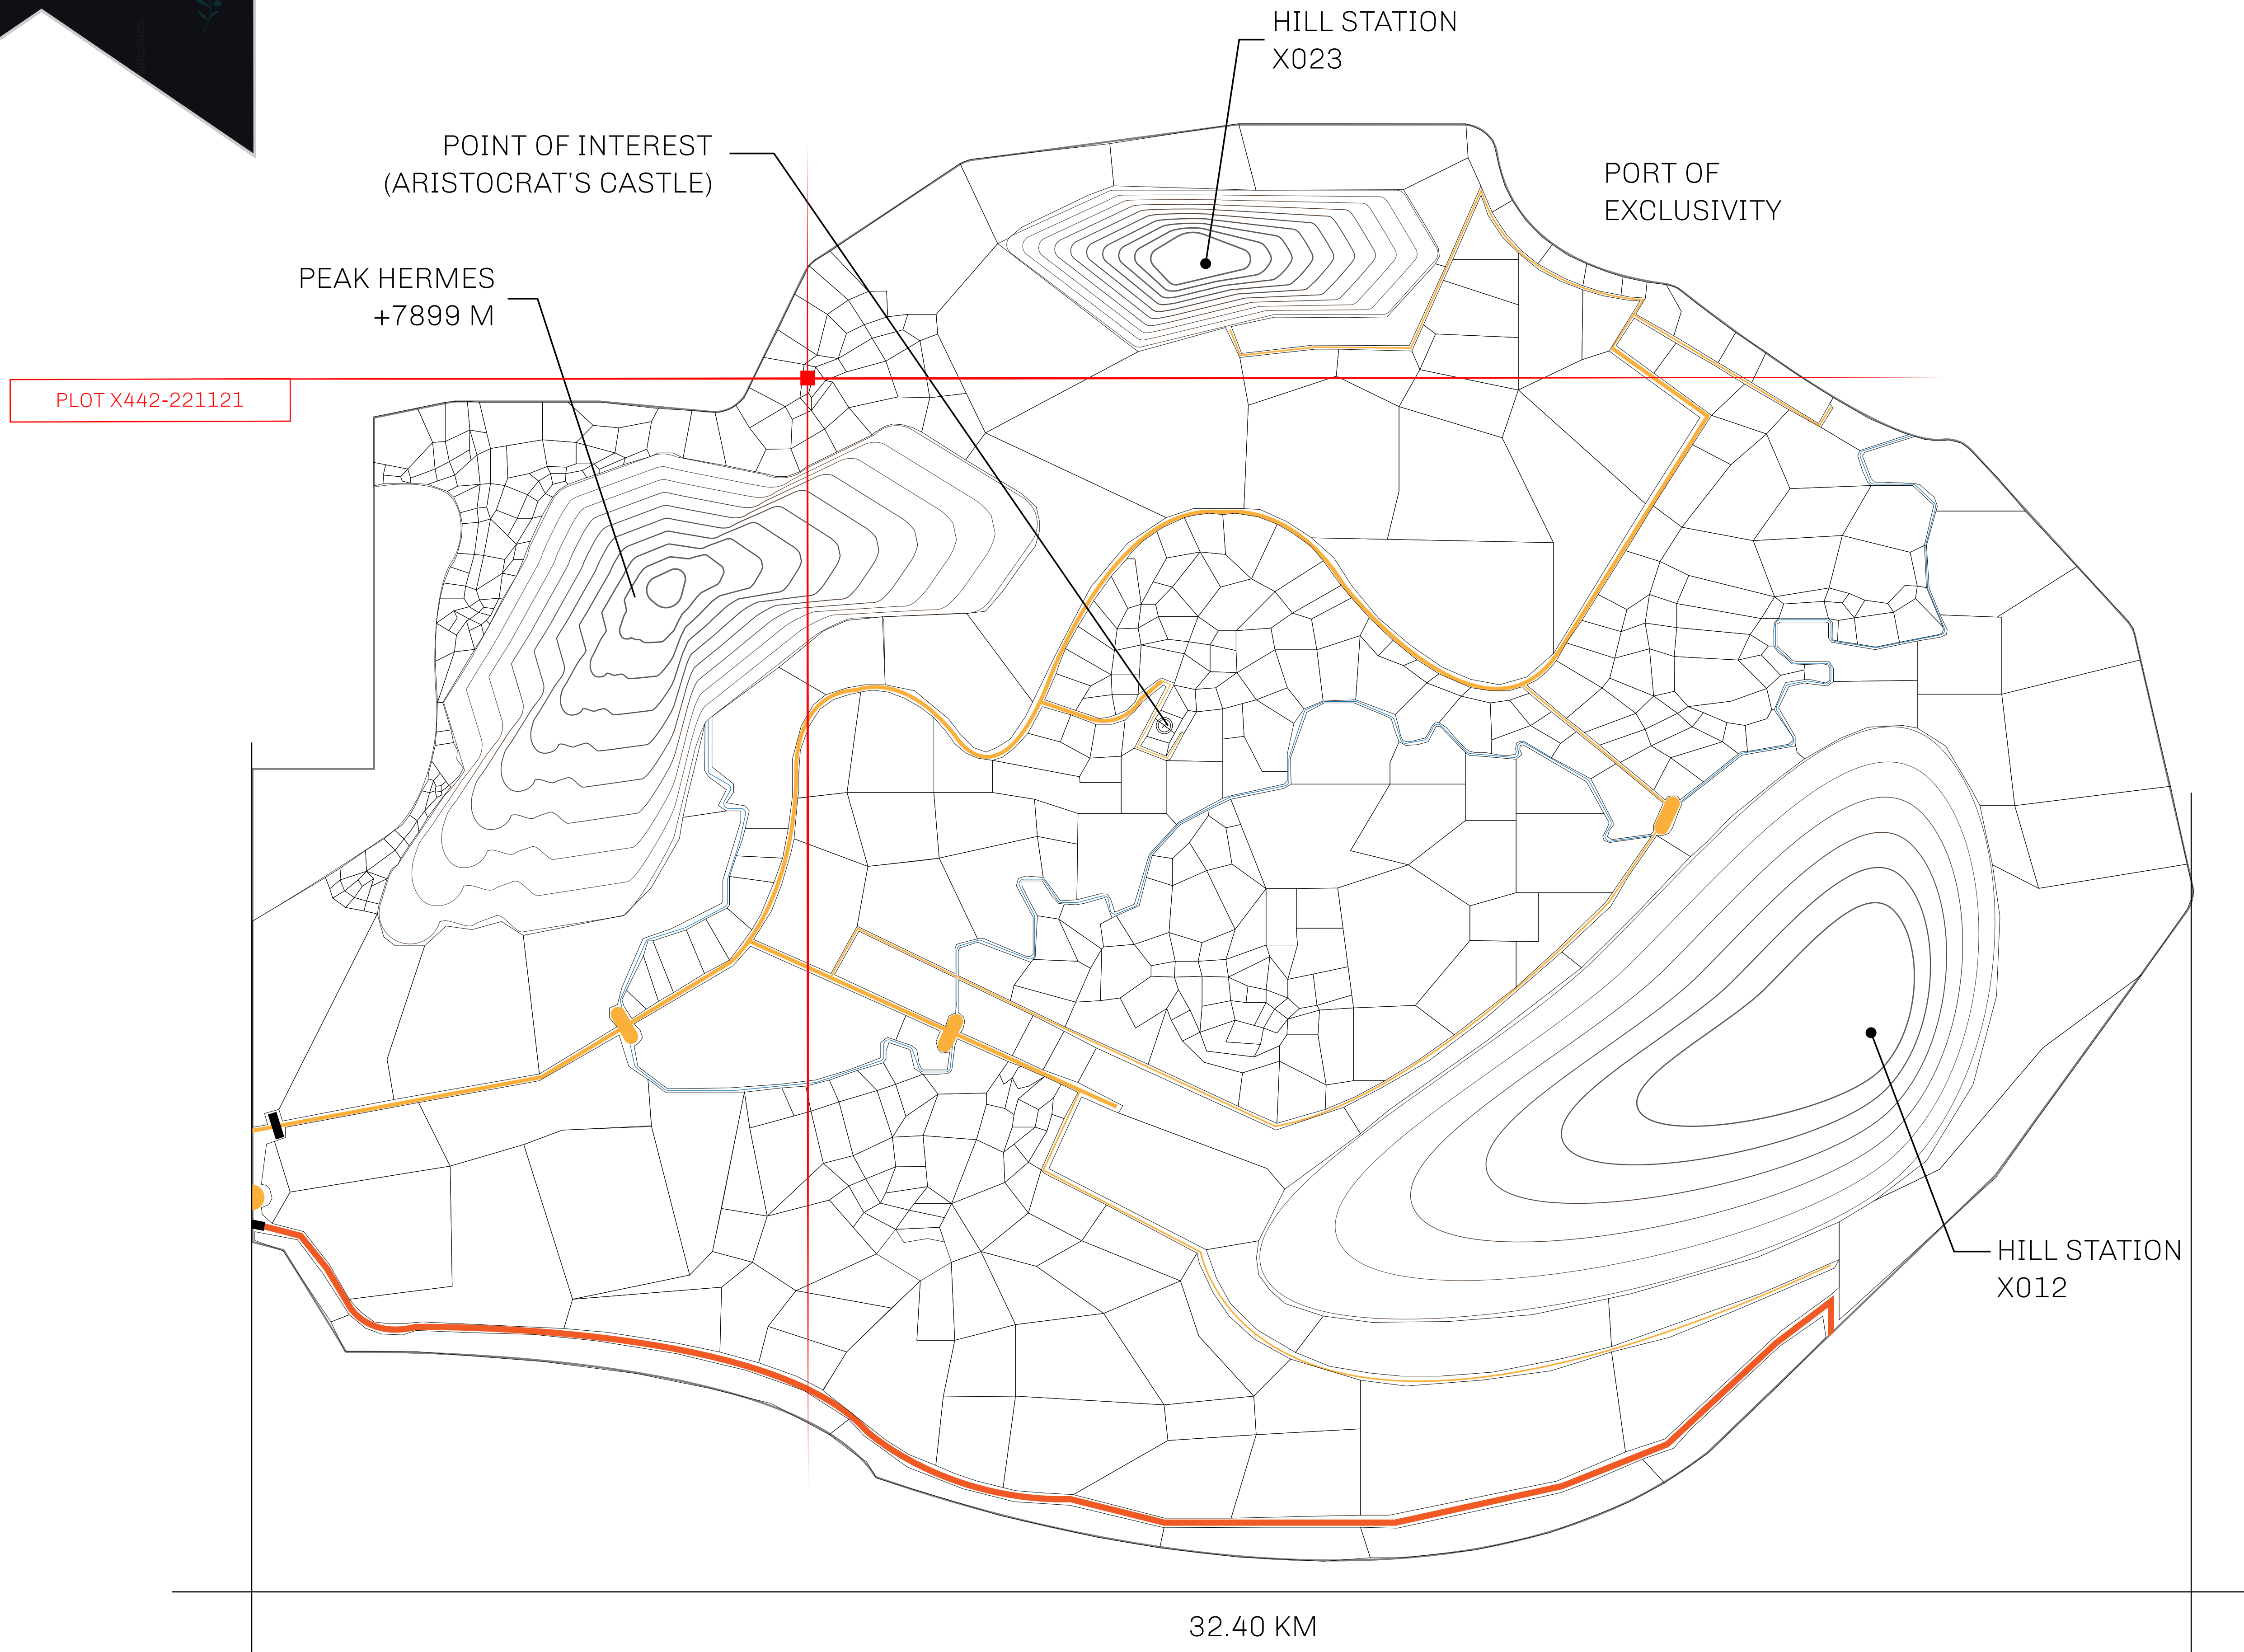 HILL STATION
X023
POINT OF INTEREST
(ARISTOCRAT'S CASTLE)
PORT OF
EXCLUSIVITY
PEAK HERMES
+7899 M
PLOT X442-221121
HILL STATION
X012
32.40 KM